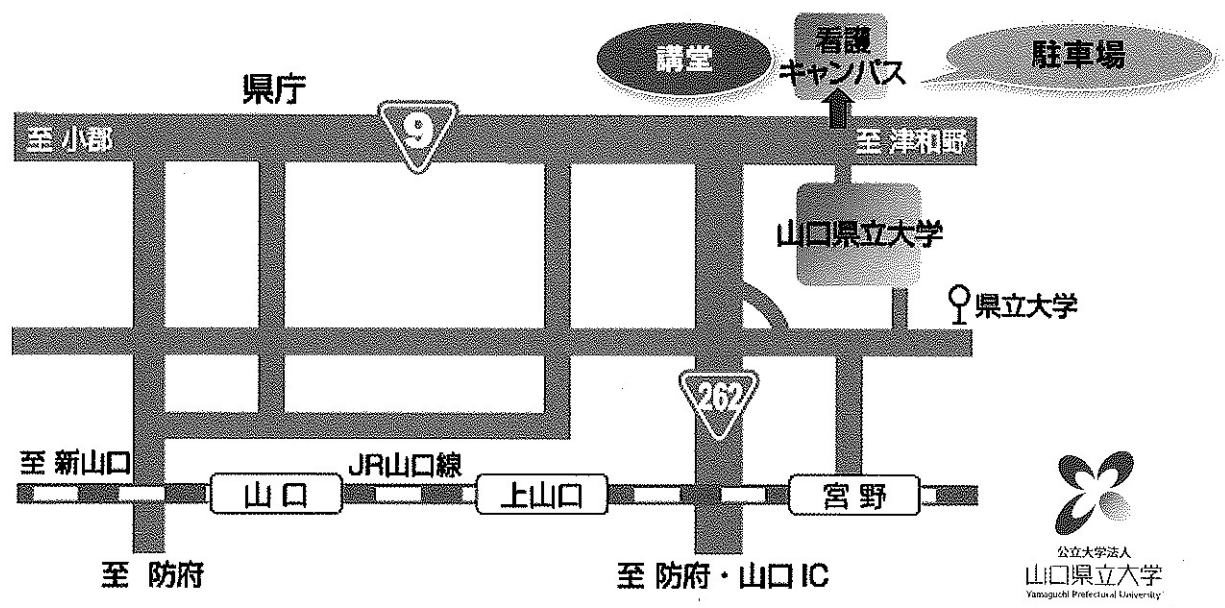 講堂
看護
キャンパス
駐車場
県庁
9
至 小郡
至 津和野
山口県立大学
県立大学
262
至 新山口
JR山口線
山 口
上山口
宮 野
至 防府
至 防府・山口 IC
公立大学法人
山口県立大学
Yamaguchi Prefectural University